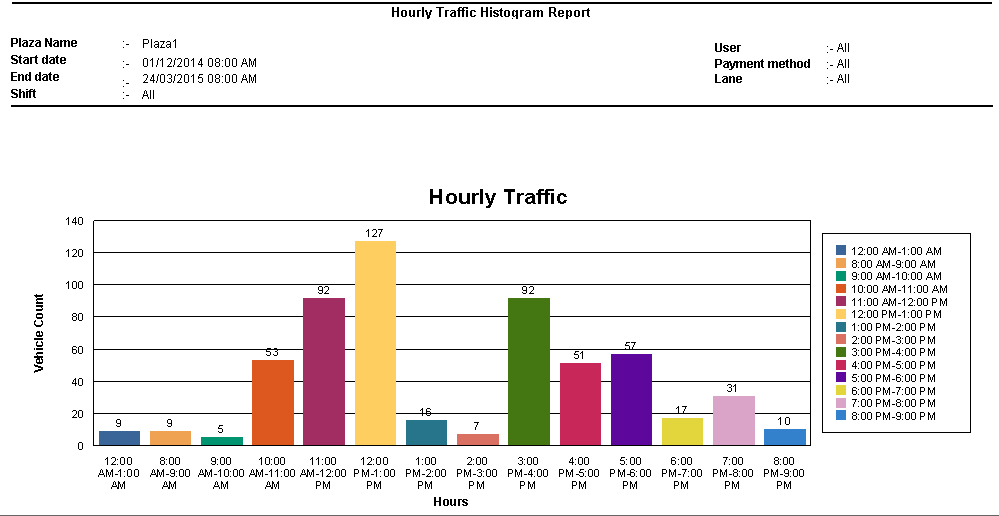 Hourly Traffic Histogram Report
Plaza Name :- Plaza1
Start date :- 01/12/2014 08:00 AM
End date :- 24/03/2015 08:00 AM
Shift :- All
User :- All
Payment method :- All
Lane :- All
Hourly Traffic
Vehicle Count
140
120
100
80
60
40
20
0
9
9
5
53
92
127
16
7
92
51
57
17
31
10
12:00 AM-1:00 AM
8:00 AM-9:00 AM
9:00 AM-10:00 AM
10:00 AM-11:00 AM
11:00 AM-12:00 PM
12:00 PM-1:00 PM
1:00 PM-2:00 PM
2:00 PM-3:00 PM
3:00 PM-4:00 PM
4:00 PM-5:00 PM
5:00 PM-6:00 PM
6:00 PM-7:00 PM
7:00 PM-8:00 PM
8:00 PM-9:00 PM
Hours
12:00 AM-1:00 AM
8:00 AM-9:00 AM
9:00 AM-10:00 AM
10:00 AM-11:00 AM
11:00 AM-12:00 PM
12:00 PM-1:00 PM
1:00 PM-2:00 PM
2:00 PM-3:00 PM
3:00 PM-4:00 PM
4:00 PM-5:00 PM
5:00 PM-6:00 PM
6:00 PM-7:00 PM
7:00 PM-8:00 PM
8:00 PM-9:00 PM